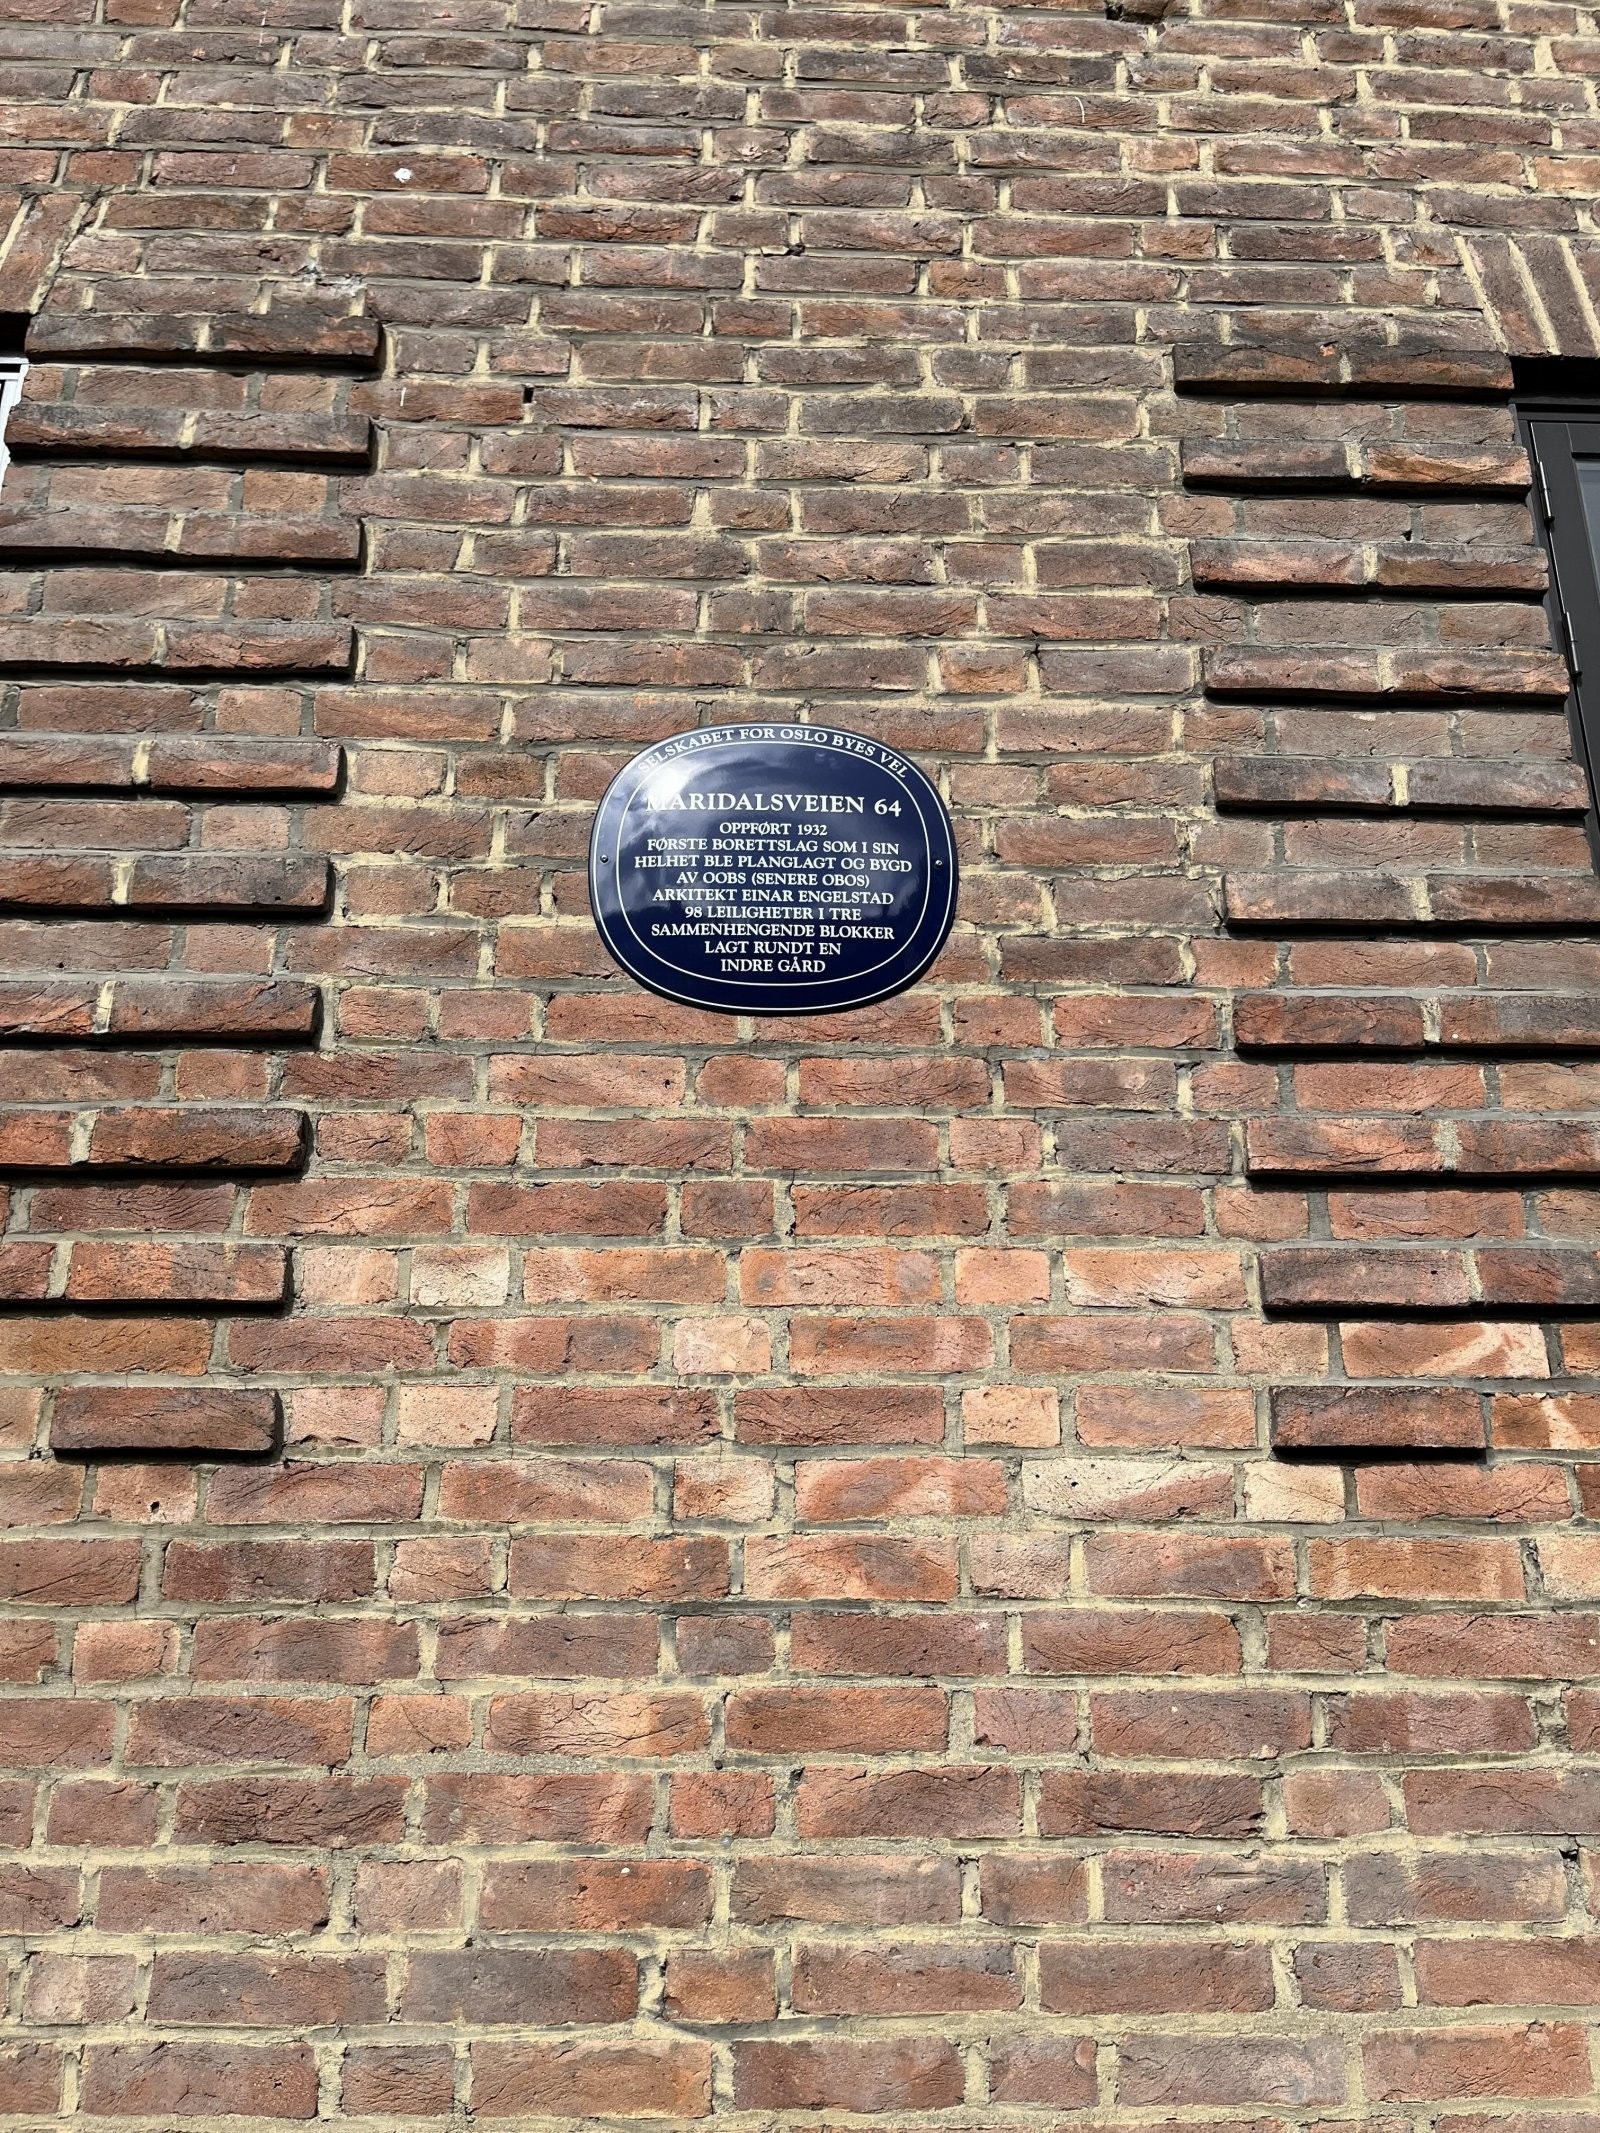 SELSKABET FOR OSLO BYES VEL
MARIDALSVEIEN 64
OPPFØRT 1932
FØRSTE BORETTSLAG SOM I SIN
HELHET BLE PLANGLAGT OG BYGD
AV OOBS (SENERE OBOS)
ARKITEKT EINAR ENGELSTAD
98 LEILIGHETER I TRE
SAMMENHENGENDE BLOKKER
LAGT RUNDT EN
INDRE GÅRD